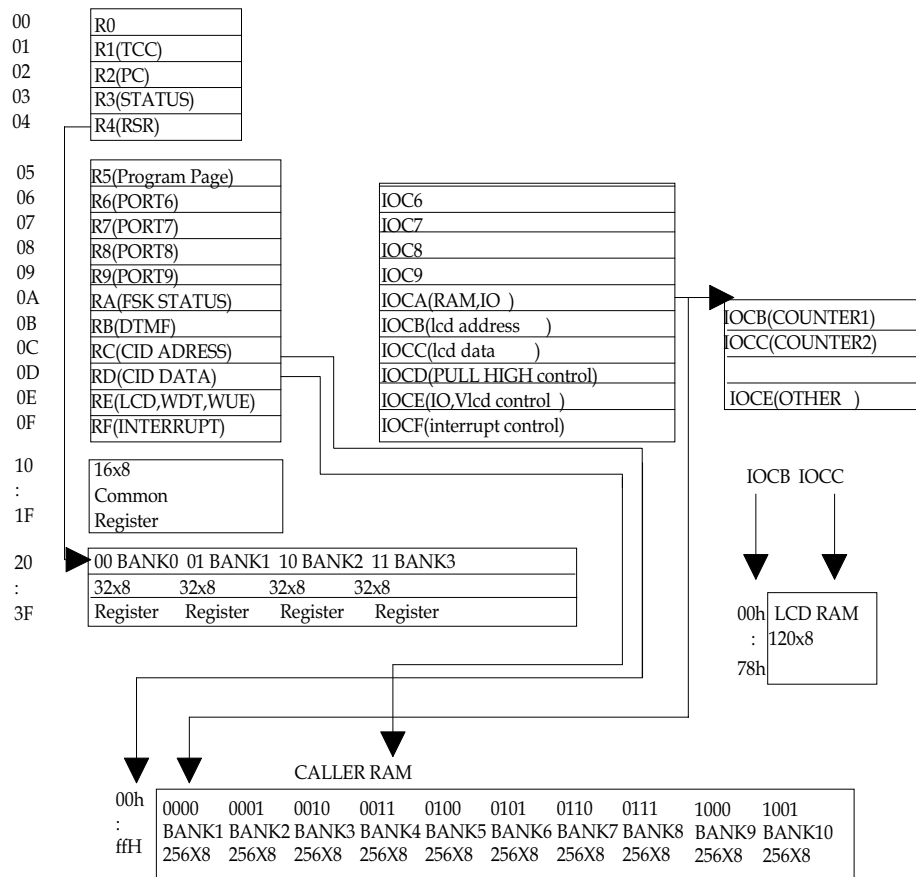 00 R0
01 R1(TCC)
02 R2(PC)
03 R3(STATUS)
04 R4(RSR)
05 R5(Program Page)
06 R6(PORT6) IOC6
07 R7(PORT7) IOC7
08 R8(PORT8) IOC8
09 R9(PORT9) IOC9
0A RA(FSK STATUS) IOCA(RAM,IO )
0B RB(DTMF) IOCB(lcd address ) IOCB(COUNTER1)
0C RC(CID ADRESS) IOCC(lcd data ) IOCC(COUNTER2)
0D RD(CID DATA) IOCD(PULL HIGH control)
0E RE(LCD,WDT,WUE) IOCE(IO,Vlcd control ) IOCE(OTHER )
0F RF(INTERRUPT) IOCF(interrupt control)
10 16x8
: Common
1F Register
IOCB IOCC
20 00 BANK0 01 BANK1 10 BANK2 11 BANK3
: 32x8 32x8 32x8 32x8
3F Register Register Register Register
00h LCD RAM
: 120x8
78h
CALLER RAM
00h 0000 0001 0010 0011 0100 0101 0110 0111 1000 1001
: BANK1 BANK2 BANK3 BANK4 BANK5 BANK6 BANK7 BANK8 BANK9 BANK10
ffH 256X8 256X8 256X8 256X8 256X8 256X8 256X8 256X8 256X8 256X8